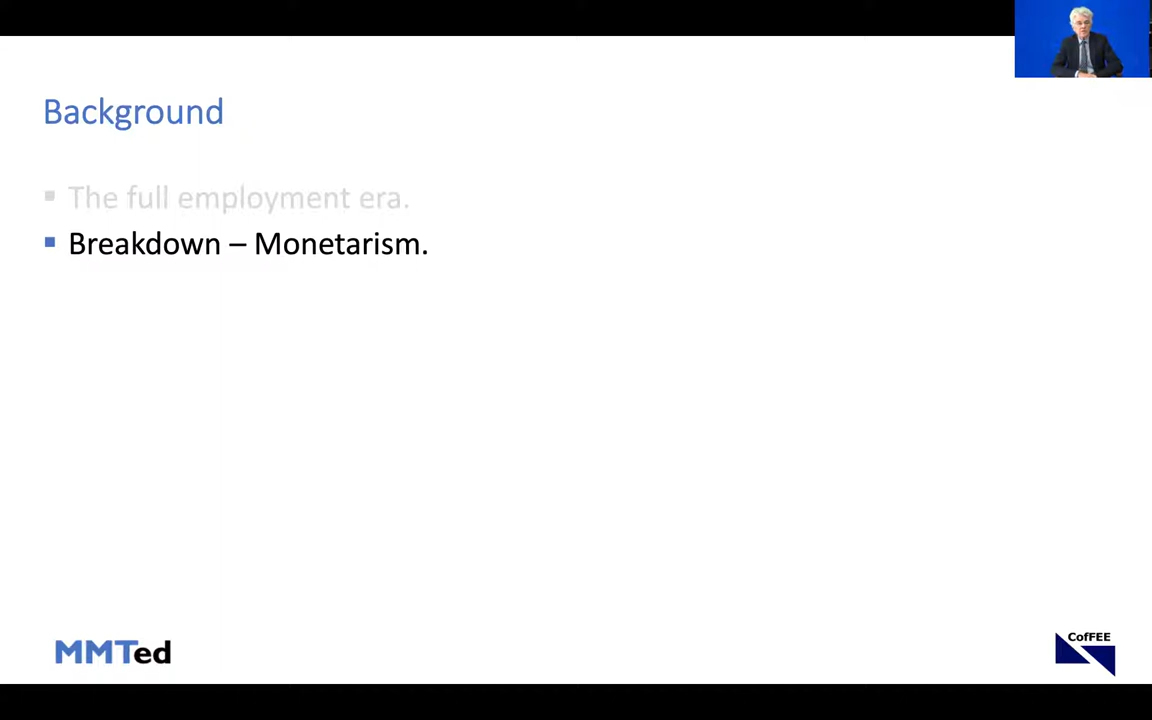 Background
The full employment era.
Breakdown – Monetarism.
MMTed
CofFEE